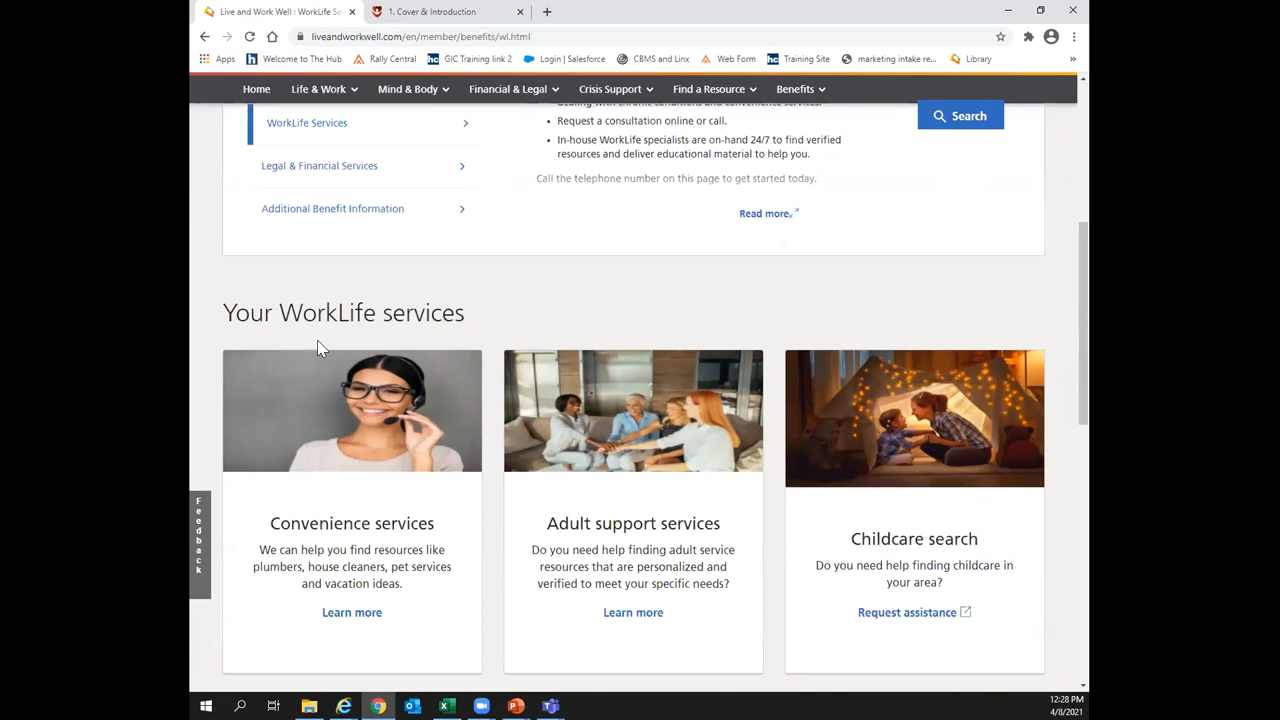 Live and Work Well : WorkLife Se
1. Cover & Introduction
liveandworkwell.com/en/member/benefits/wl.html
Apps
Welcome to The Hub
Rally Central
GIC Training link 2
Login | Salesforce
CBMS and Linx
Web Form
Training Site
marketing intake re...
Library
Home
Life & Work
Mind & Body
Financial & Legal
Crisis Support
Find a Resource
Benefits
WorkLife Services
Legal & Financial Services
Additional Benefit Information
dealing with chronic conditions and convenience services.
• Request a consultation online or call.
• In-house WorkLife specialists are on-hand 24/7 to find verified
resources and deliver educational material to help you.
Call the telephone number on this page to get started today.
Read more
Search
Your WorkLife services
Convenience services
We can help you find resources like
plumbers, house cleaners, pet services
and vacation ideas.
Learn more
Adult support services
Do you need help finding adult service
resources that are personalized and
verified to meet your specific needs?
Learn more
Childcare search
Do you need help finding childcare in
your area?
Request assistance
Feedback
12:28 PM
4/8/2021